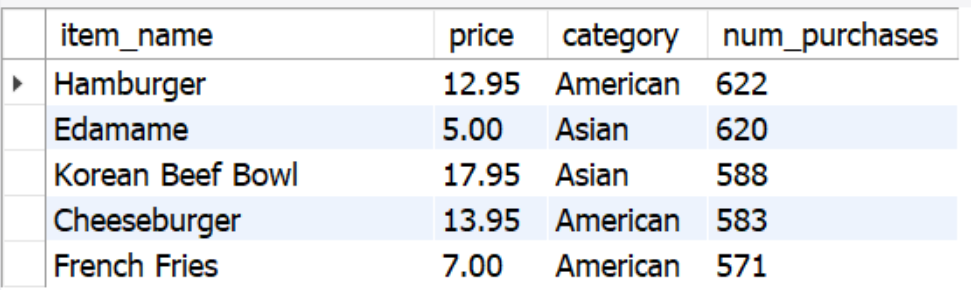 item_name price category num_purchases
Hamburger 12.95 American 622
Edamame 5.00 Asian 620
Korean Beef Bowl 17.95 Asian 588
Cheeseburger 13.95 American 583
French Fries 7.00 American 571